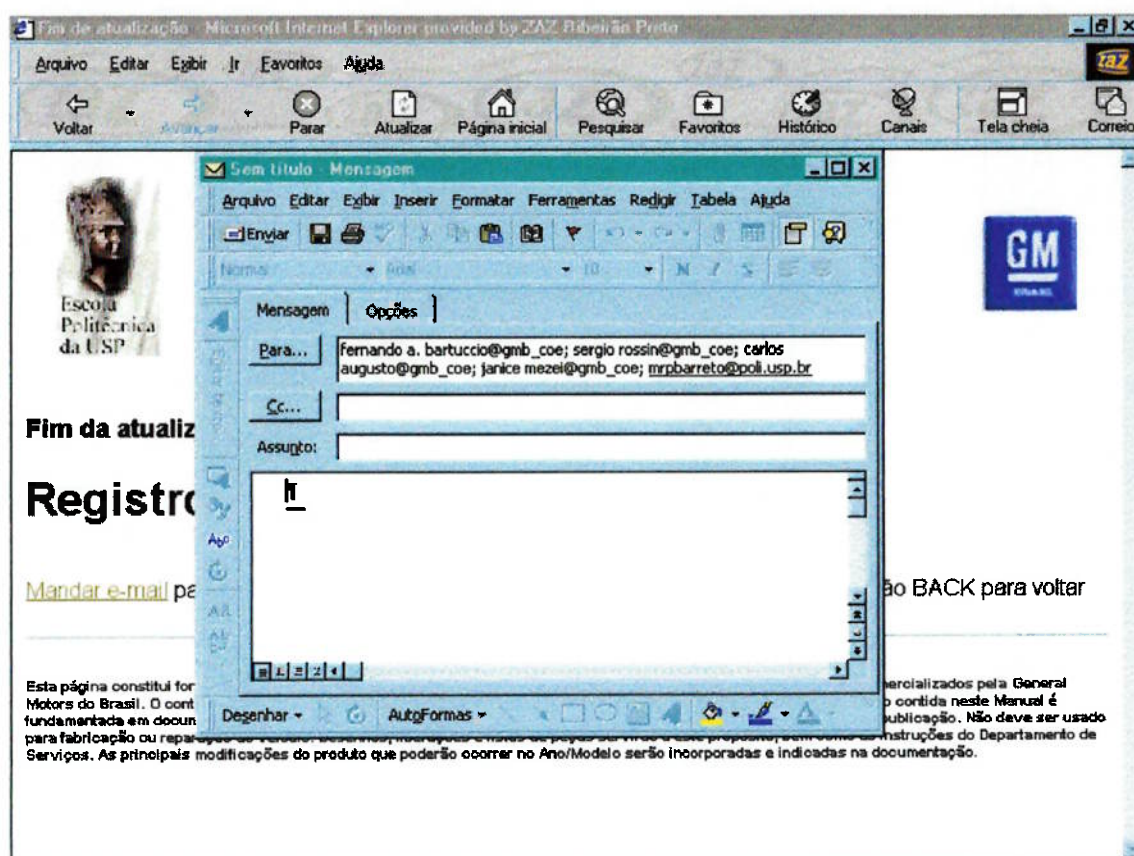 Fim de atualização - Microsoft Internet Explorer provided by ZAZ Ribeirão Preto
Arquivo Editar Exibir Ir Favoritos Ajuda
zaz
Voltar Avançar Parar Atualizar Página inicial Pesquisar Favoritos Histórico Canais Tela cheia Correio
Sem título - Mensagem
Arquivo Editar Exibir Inserir Formatar Ferramentas Redigir Tabela Ajuda
Enviar
Normal Arial 10 N I S
GM
Escola
Politécnica
da USP
Mensagem Opções
Para... fernando a. bartuccio@gmb_coe; sergio rossin@gmb_coe; carlos
augusto@gmb_coe; janice mezei@gmb_coe; mrpbarreto@poli.usp.br
Cc...
Assunto:
Fim da atualiz
Registro
Mandar e-mail pa ão BACK para voltar
Esta página constitui for mercializados pela General
Motors do Brasil. O cont o contida neste Manual é
fundamentada em docum publicação. Não deve ser usado
para fabricação ou repar instruções do Departamento de
Serviços. As principais modificações do produto que poderão ocorrer no Ano/Modelo serão incorporadas e indicadas na documentação.
Desenhar AutoFormas